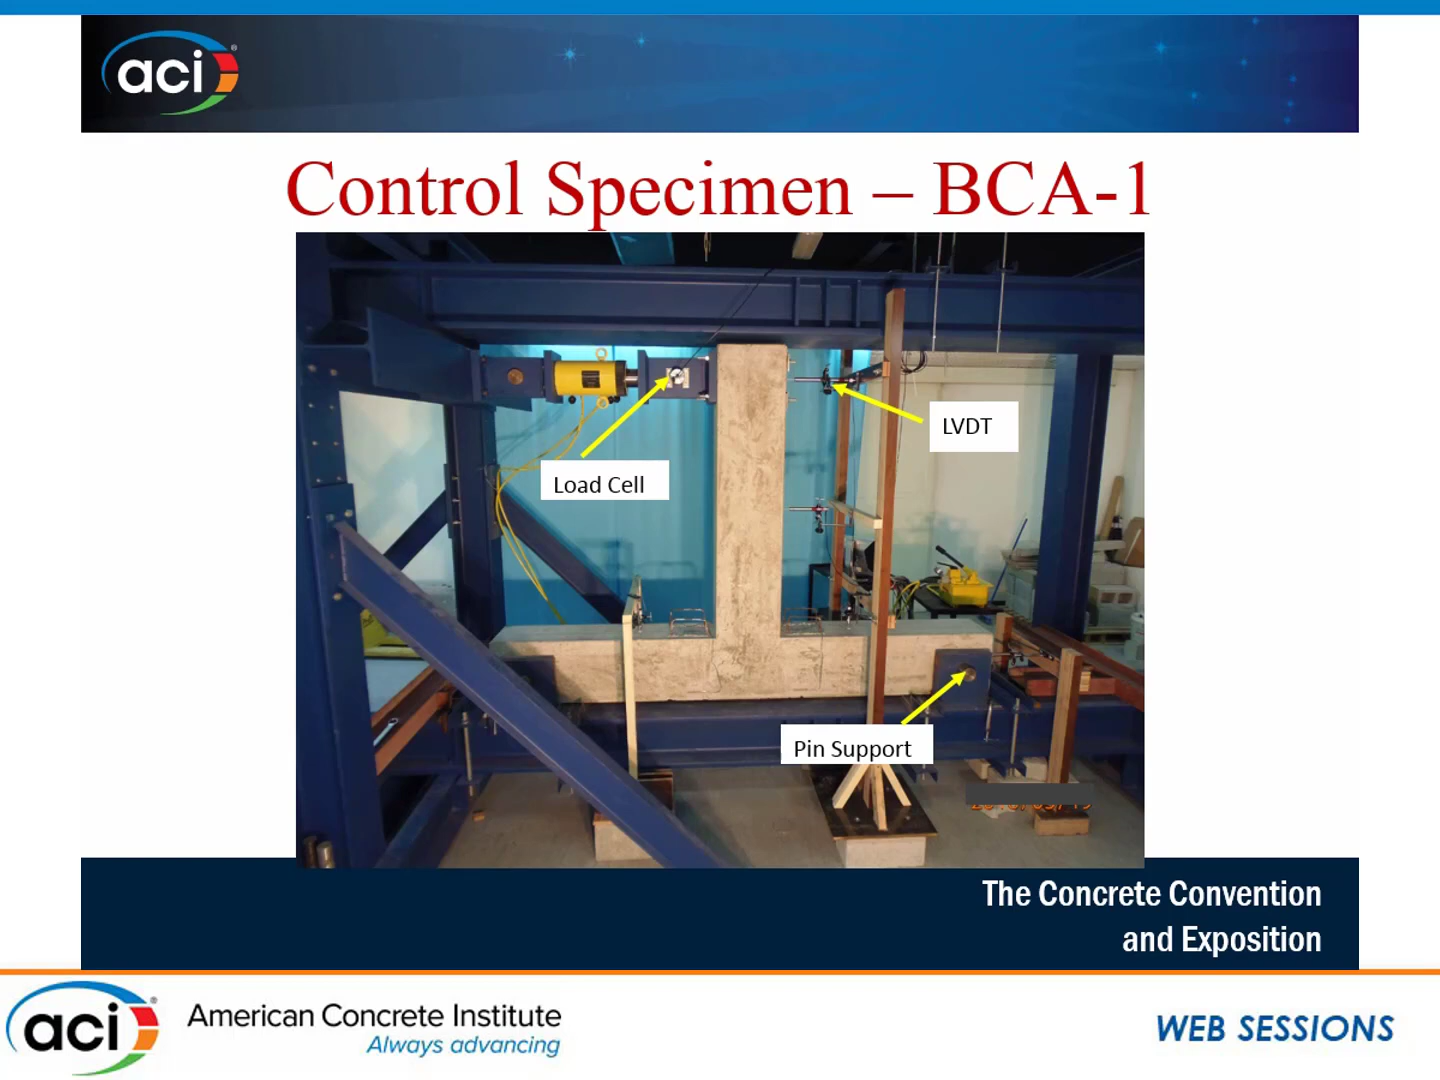 aci
Control Specimen – BCA-1
LVDT
Load Cell
Pin Support
The Concrete Convention
and Exposition
aci
American Concrete Institute
Always advancing
WEB SESSIONS